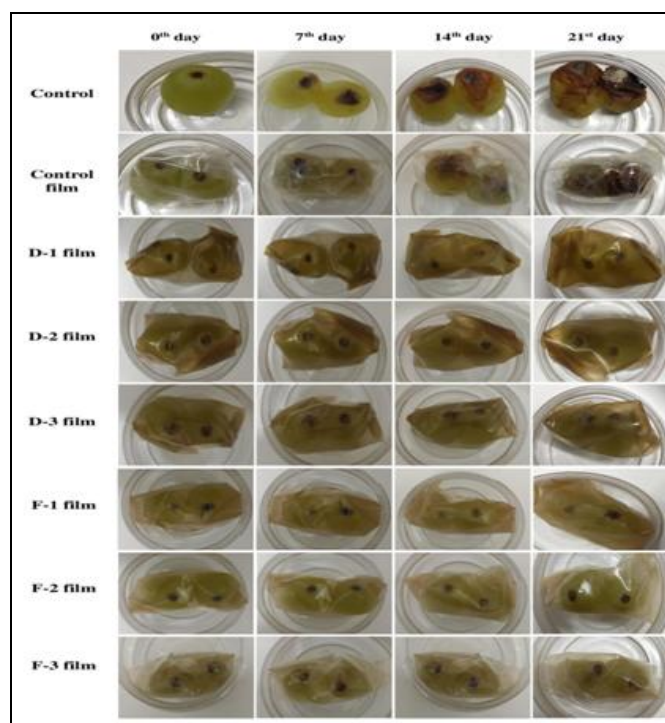 0th day 7th day 14th day 21st day
Control
Control
film
D-1 film
D-2 film
D-3 film
F-1 film
F-2 film
F-3 film